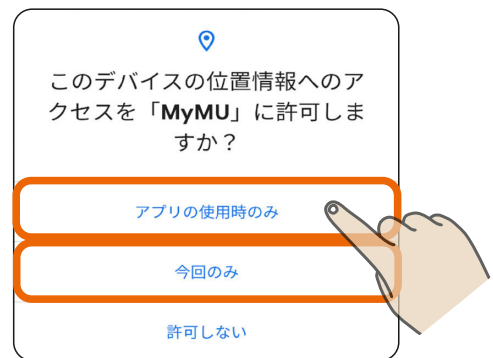 このデバイスの位置情報へのア
クセスを「MyMU」に許可しま
すか？
アプリの使用時のみ
今回のみ
許可しない